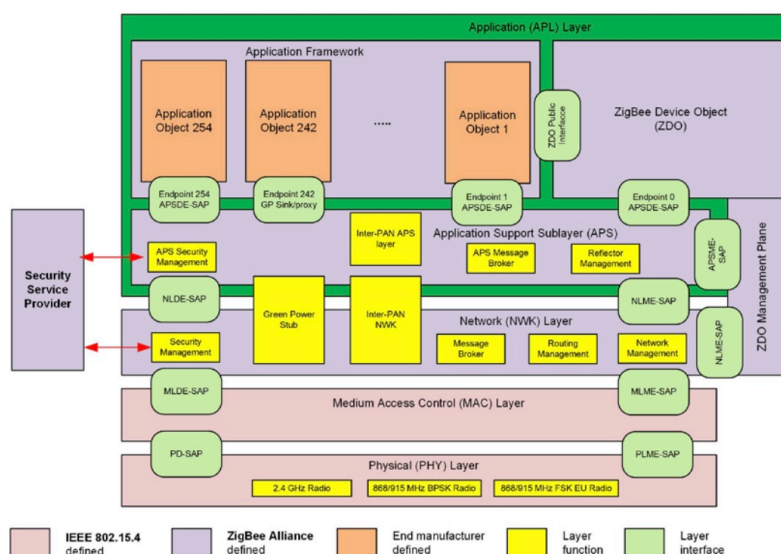 Application (APL) Layer
Application Framework
Application
Object 254
Application
Object 242
.....
Application
Object 1
ZDO Public
Interfacce
ZigBee Device Object
(ZDO)
Endpoint 254
APSDE-SAP
Endpoint 242
GP Sink/proxy
Endpoint 1
APSDE-SAP
Endpoint 0
APSDE-SAP
Security
Service
Provider
APS Security
Management
Inter-PAN APS
layer
Application Support Sublayer (APS)
APS Message
Broker
Reflector
Management
APSME-
SAP
ZDO Management Plane
NLDE-SAP
Green Power
Stub
Inter-PAN
NWK
NLME-SAP
Network (NWK) Layer
Security
Management
Message
Broker
Routing
Management
Network
Management
NLME-SAP
MLDE-SAP
Medium Access Control (MAC) Layer
MLME-SAP
PD-SAP
Physical (PHY) Layer
PLME-SAP
2.4 GHz Radio
868/915 MHz BPSK Radio
868/915 MHz FSK EU Radio
IEEE 802.15.4
defined
ZigBee Alliance
defined
End manufacturer
defined
Layer
function
Layer
interface